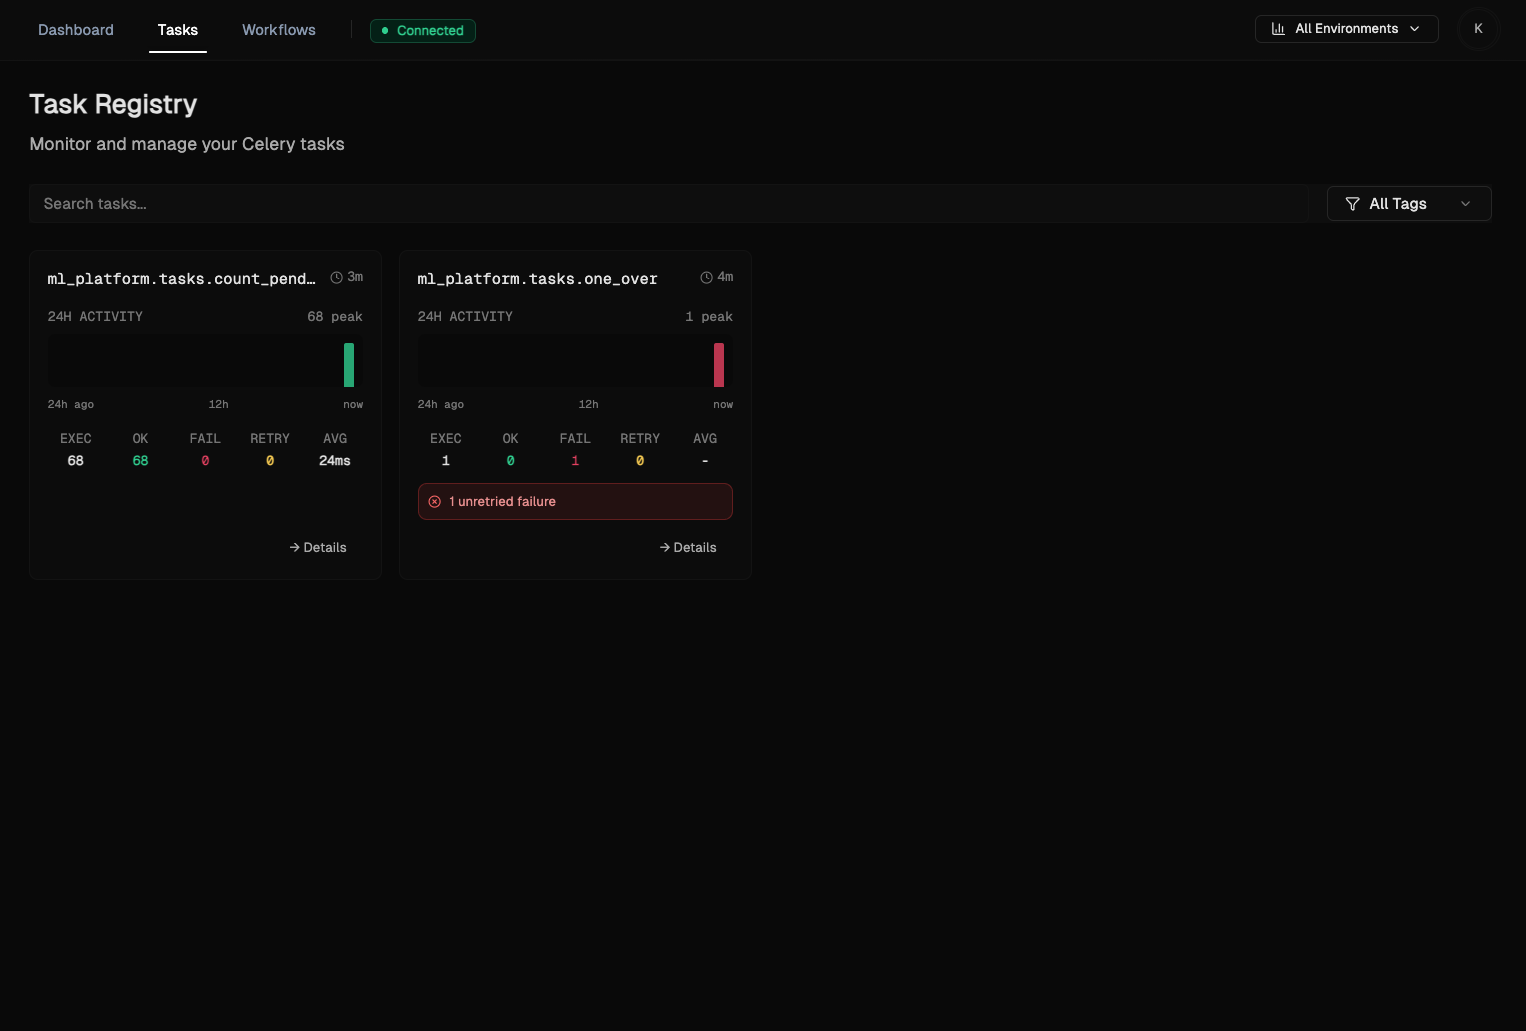 Dashboard Tasks Workflows Connected All Environments K
Task Registry
Monitor and manage your Celery tasks
Search tasks... All Tags
ml_platform.tasks.count_pend… 3m
24H ACTIVITY 68 peak
24h ago 12h now
EXEC OK FAIL RETRY AVG
68 68 0 0 24ms
→ Details
ml_platform.tasks.one_over 4m
24H ACTIVITY 1 peak
24h ago 12h now
EXEC OK FAIL RETRY AVG
1 0 1 0 -
1 unretried failure
→ Details